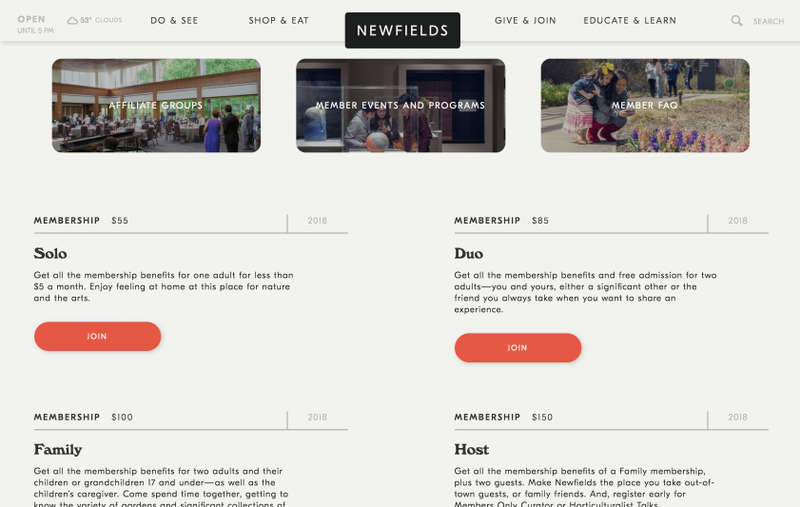 OPEN
UNTIL 5 PM
53° CLOUDS
DO & SEE
SHOP & EAT
NEWFIELDS
GIVE & JOIN
EDUCATE & LEARN
SEARCH
AFFILIATE GROUPS
MEMBER EVENTS AND PROGRAMS
MEMBER FAQ
MEMBERSHIP $55 2018
Solo
Get all the membership benefits for one adult for less than
$5 a month. Enjoy feeling at home at this place for nature
and the arts.
JOIN
MEMBERSHIP $85 2018
Duo
Get all the membership benefits and free admission for two
adults—you and yours, either a significant other or the
friend you always take when you want to share an
experience.
JOIN
MEMBERSHIP $100 2018
Family
Get all the membership benefits for two adults and their
children or grandchildren 17 and under—as well as the
children's caregiver. Come spend time together, getting to
know the variety of gardens and significant collections of
MEMBERSHIP $150 2018
Host
Get all the membership benefits of a Family membership,
plus two guests. Make Newfields the place you take out-of-
town guests, or family friends. And, register early for
Members Only Curator or Horticulturalist Talks